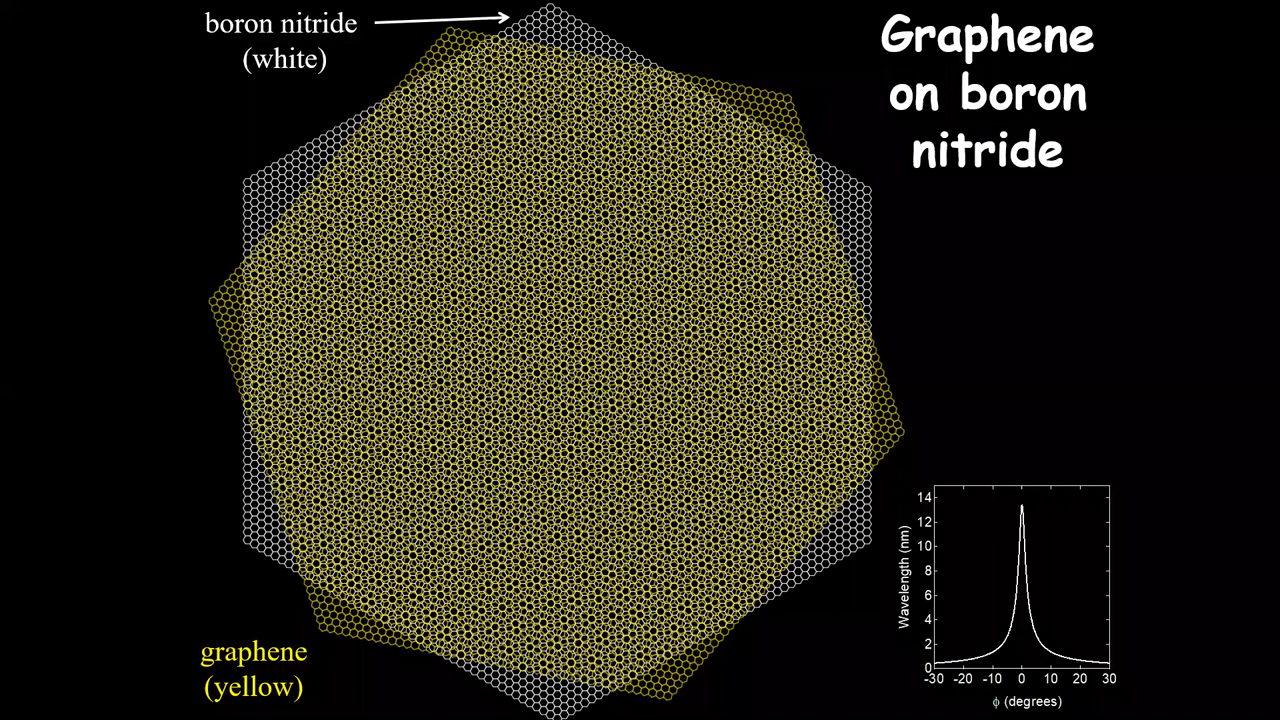 boron nitride
(white)
Graphene
on boron
nitride
graphene
(yellow)
14
12
10
8
6
4
2
0
Wavelength (nm)
-30 -20 -10 0 10 20 30
ϕ (degrees)